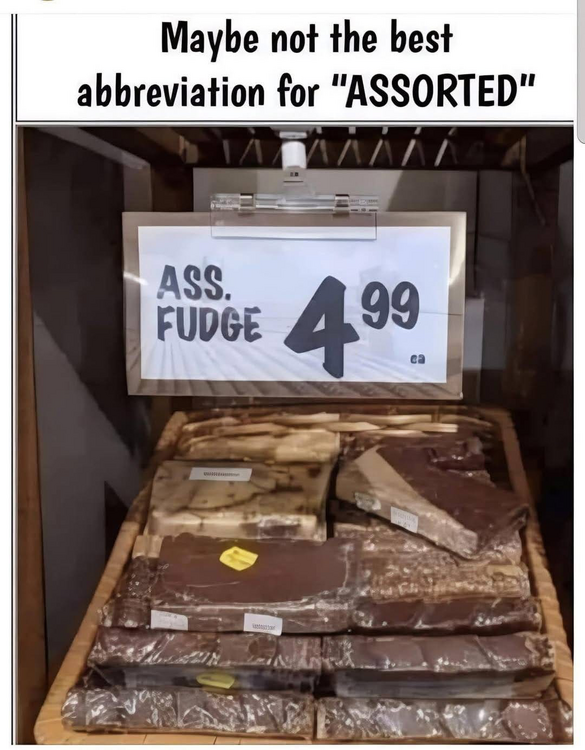 Maybe not the best
abbreviation for "ASSORTED"
ASS.
FUDGE
4 99
ea